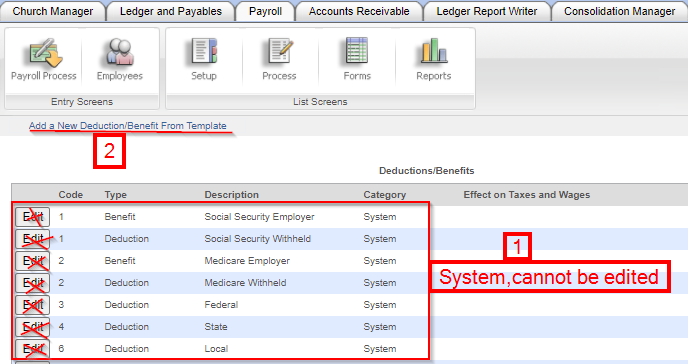 Church Manager Ledger and Payables Payroll Accounts Receivable Ledger Report Writer Consolidation Manager
Payroll Process Employees Setup Process Forms Reports
Entry Screens List Screens
Add a New Deduction/Benefit From Template
2
Deductions/Benefits
Code Type Description Category Effect on Taxes and Wages
Edit 1 Benefit Social Security Employer System
Edit 1 Deduction Social Security Withheld System
1
Edit 2 Benefit Medicare Employer System
Edit 2 Deduction Medicare Withheld System
System,cannot be edited
Edit 3 Deduction Federal System
Edit 4 Deduction State System
Edit 6 Deduction Local System